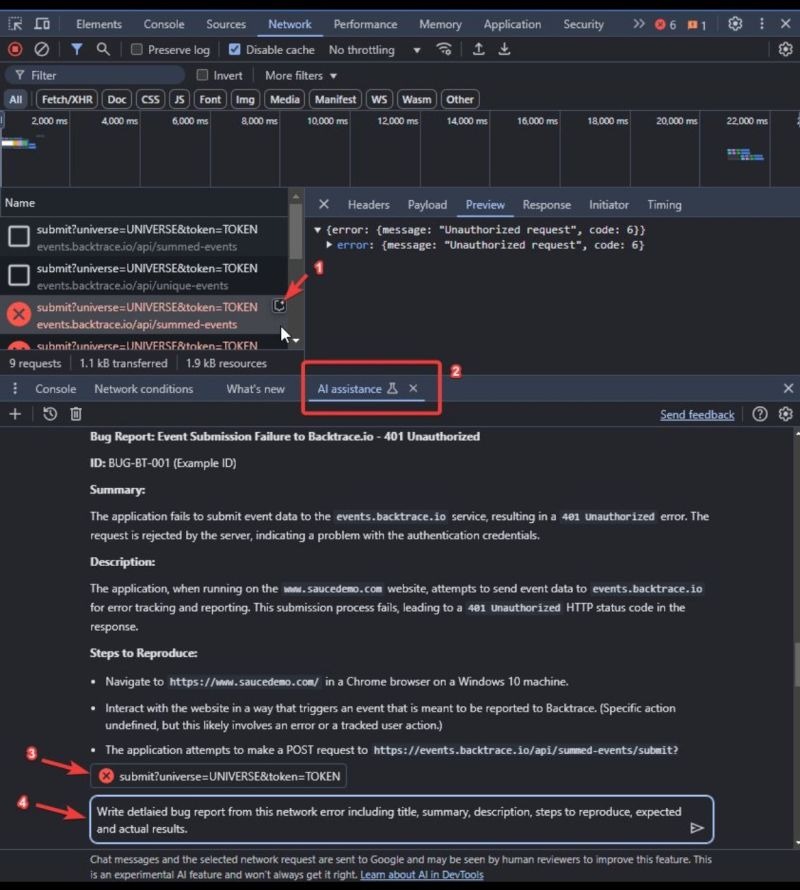 Elements Console Sources Network Performance Memory Application Security 6 1
Preserve log Disable cache No throttling
Filter Invert More filters
All Fetch/XHR Doc CSS JS Font Img Media Manifest WS Wasm Other
2,000 ms 4,000 ms 6,000 ms 8,000 ms 10,000 ms 12,000 ms 14,000 ms 16,000 ms 18,000 ms 20,000 ms 22,000 ms
Name
submit?universe=UNIVERSE&token=TOKEN
events.backtrace.io/api/summed-events
submit?universe=UNIVERSE&token=TOKEN
events.backtrace.io/api/unique-events
1
submit?universe=UNIVERSE&token=TOKEN
events.backtrace.io/api/summed-events
submit?universe=UNIVERSE&token=TOKEN
9 requests 1.1 kB transferred 1.9 kB resources
Headers Payload Preview Response Initiator Timing
{error: {message: "Unauthorized request", code: 6}}
error: {message: "Unauthorized request", code: 6}
Console Network conditions What's new AI assistance
2
Send feedback
Bug Report: Event Submission Failure to Backtrace.io - 401 Unauthorized
ID: BUG-BT-001 (Example ID)
Summary:
The application fails to submit event data to the events.backtrace.io service, resulting in a 401 Unauthorized error. The
request is rejected by the server, indicating a problem with the authentication credentials.
Description:
The application, when running on the www.saucedemo.com website, attempts to send event data to events.backtrace.io
for error tracking and reporting. This submission process fails, leading to a 401 Unauthorized HTTP status code in the
response.
Steps to Reproduce:
• Navigate to https://www.saucedemo.com/ in a Chrome browser on a Windows 10 machine.
• Interact with the website in a way that triggers an event that is meant to be reported to Backtrace. (Specific action
undefined, but this likely involves an error or a tracked user action.)
• The application attempts to make a POST request to https://events.backtrace.io/api/summed-events/submit?
3
submit?universe=UNIVERSE&token=TOKEN
4
Write detlaied bug report from this network error including title, summary, description, steps to reproduce, expected
and actual results.
Chat messages and the selected network request are sent to Google and may be seen by human reviewers to improve this feature. This
is an experimental AI feature and won't always get it right. Learn about AI in DevTools